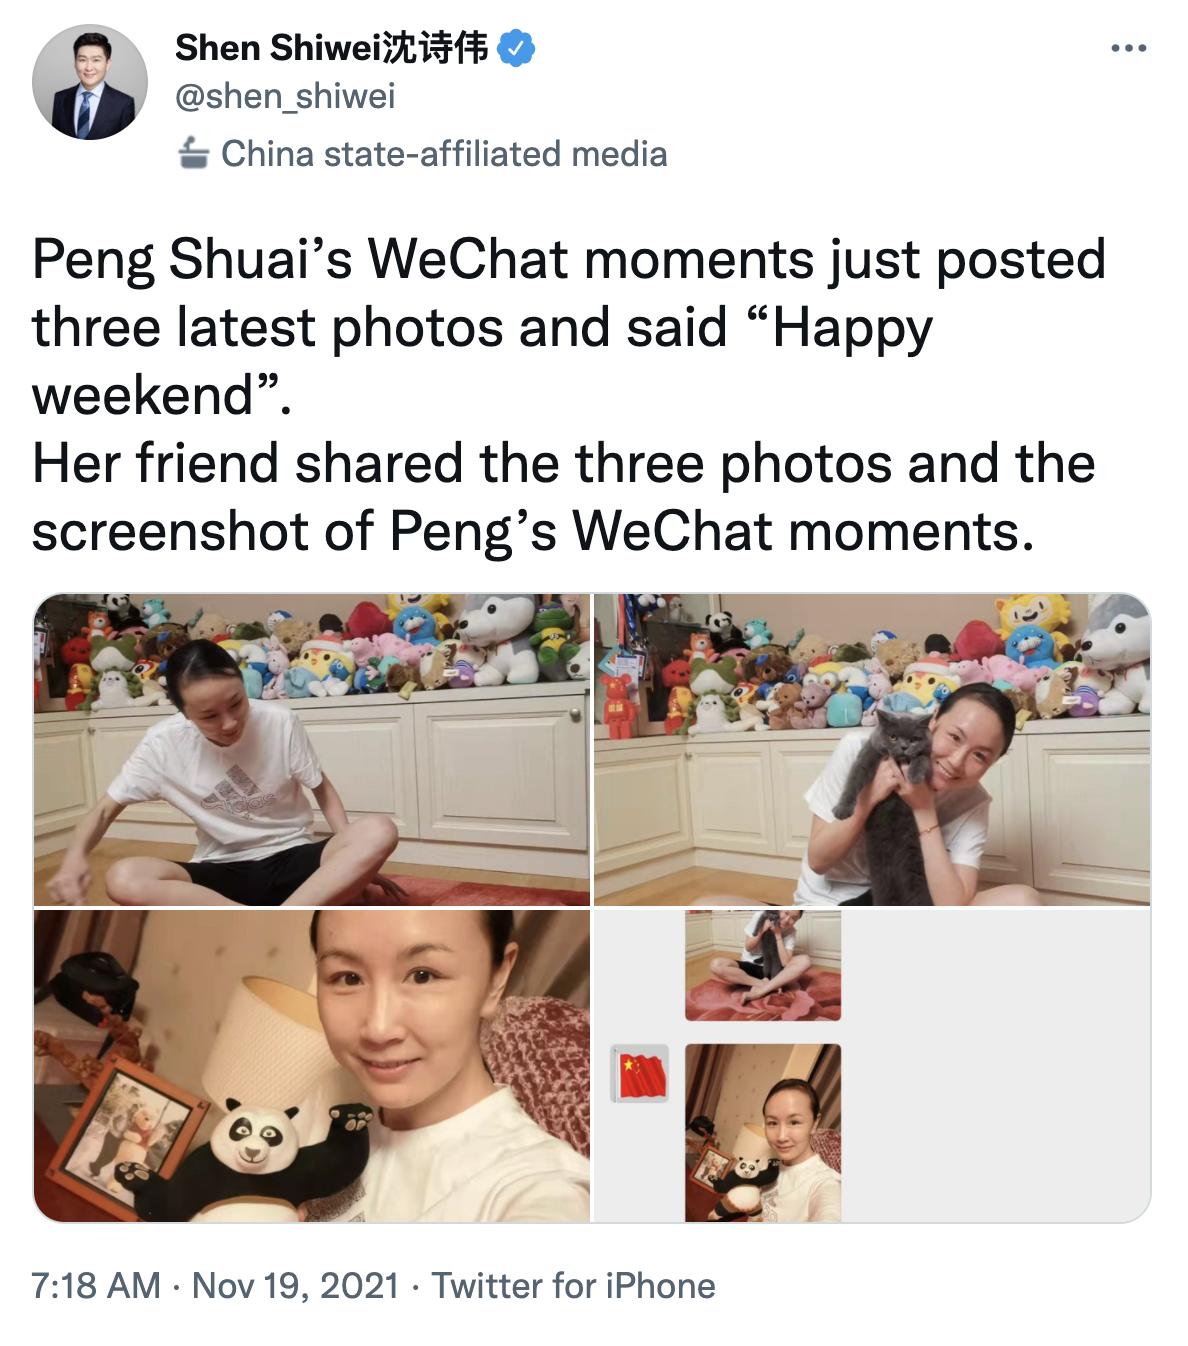 Shen Shiwei沈诗伟
@shen_shiwei
China state-affiliated media
Peng Shuai’s WeChat moments just posted
three latest photos and said “Happy
weekend”.
Her friend shared the three photos and the
screenshot of Peng’s WeChat moments.
adidas
7:18 AM · Nov 19, 2021 · Twitter for iPhone